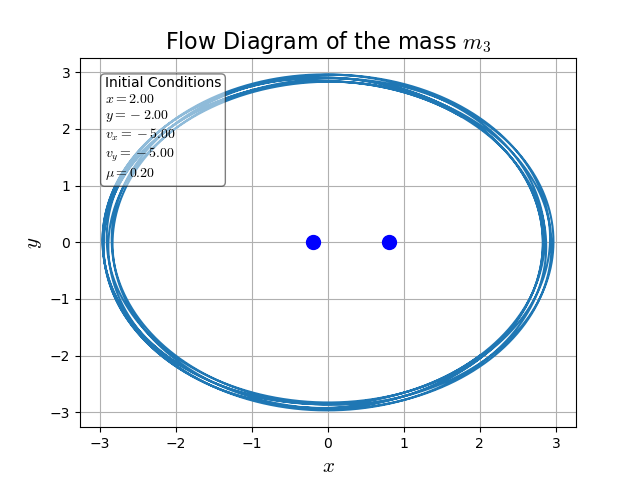 Flow Diagram of the mass m₃
Initial Conditions
x = 2.00
y = −2.00
vₓ = −5.00
v_y = −5.00
μ = 0.20
3
2
1
0
−1
−2
−3
y
−3 −2 −1 0 1 2 3
x